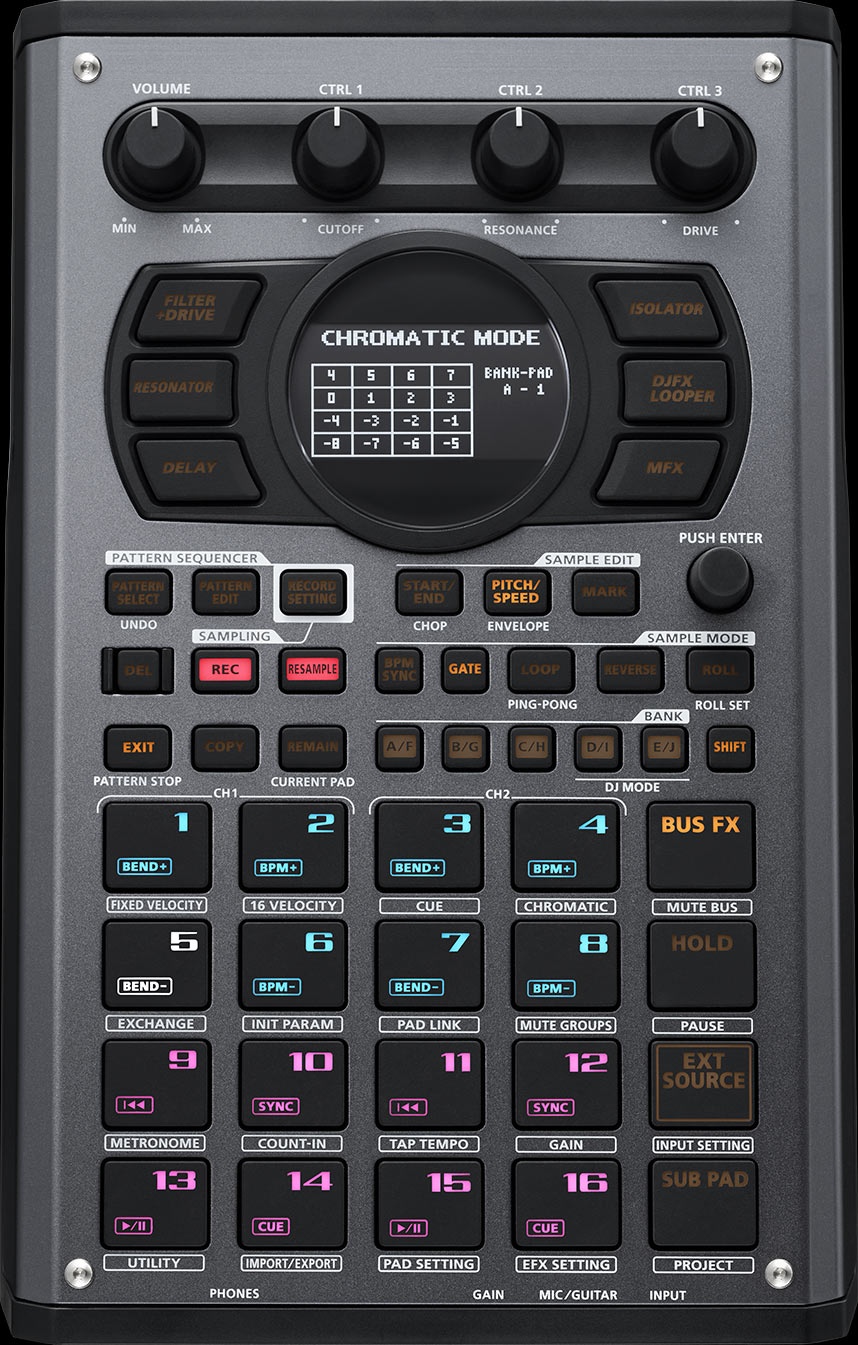 VOLUME CTRL 1 CTRL 2 CTRL 3
MIN MAX CUTOFF RESONANCE DRIVE
FILTER
+DRIVE
RESONATOR
DELAY
CHROMATIC MODE
4 5 6 7
0 1 2 3
-4 -3 -2 -1
-8 -7 -6 -5
BANK-PAD
A - 1
ISOLATOR
DJFX
LOOPER
MFX
PUSH ENTER
PATTERN SEQUENCER
SAMPLE EDIT
PATTERN
SELECT
PATTERN
EDIT
RECORD
SETTING
START/
END
PITCH/
SPEED
MARK
UNDO CHOP ENVELOPE
SAMPLING
SAMPLE MODE
DEL REC RESAMPLE
BPM
SYNC
GATE LOOP REVERSE ROLL
PING-PONG ROLL SET
BANK
EXIT COPY REMAIN A/F B/G C/H D/I E/J SHIFT
PATTERN STOP CURRENT PAD DJ MODE
CH1 CH2
1 2 3 4 BUS FX
BEND+ BPM+ BEND+ BPM+
FIXED VELOCITY 16 VELOCITY CUE CHROMATIC MUTE BUS
5 6 7 8 HOLD
BEND- BPM- BEND- BPM-
EXCHANGE INIT PARAM PAD LINK MUTE GROUPS PAUSE
9 10 11 12 EXT
SOURCE
SYNC SYNC
METRONOME COUNT-IN TAP TEMPO GAIN INPUT SETTING
13 14 15 16 SUB PAD
CUE CUE
UTILITY IMPORT/EXPORT PAD SETTING EFX SETTING PROJECT
PHONES GAIN MIC/GUITAR INPUT